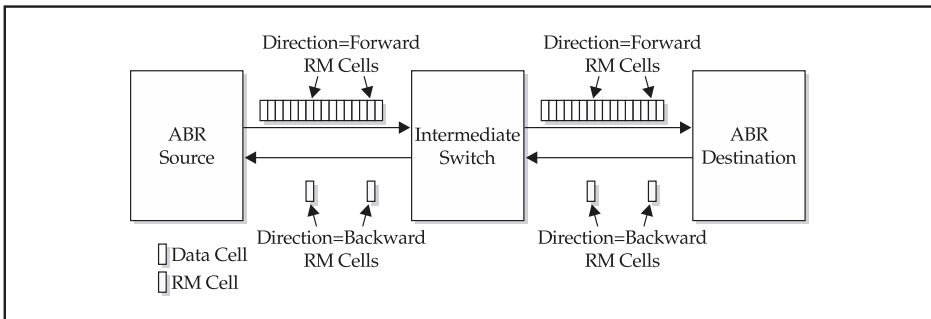 Direction=Forward
RM Cells
Direction=Forward
RM Cells
ABR
Source
Intermediate
Switch
ABR
Destination
Direction=Backward
RM Cells
Direction=Backward
RM Cells
Data Cell
RM Cell